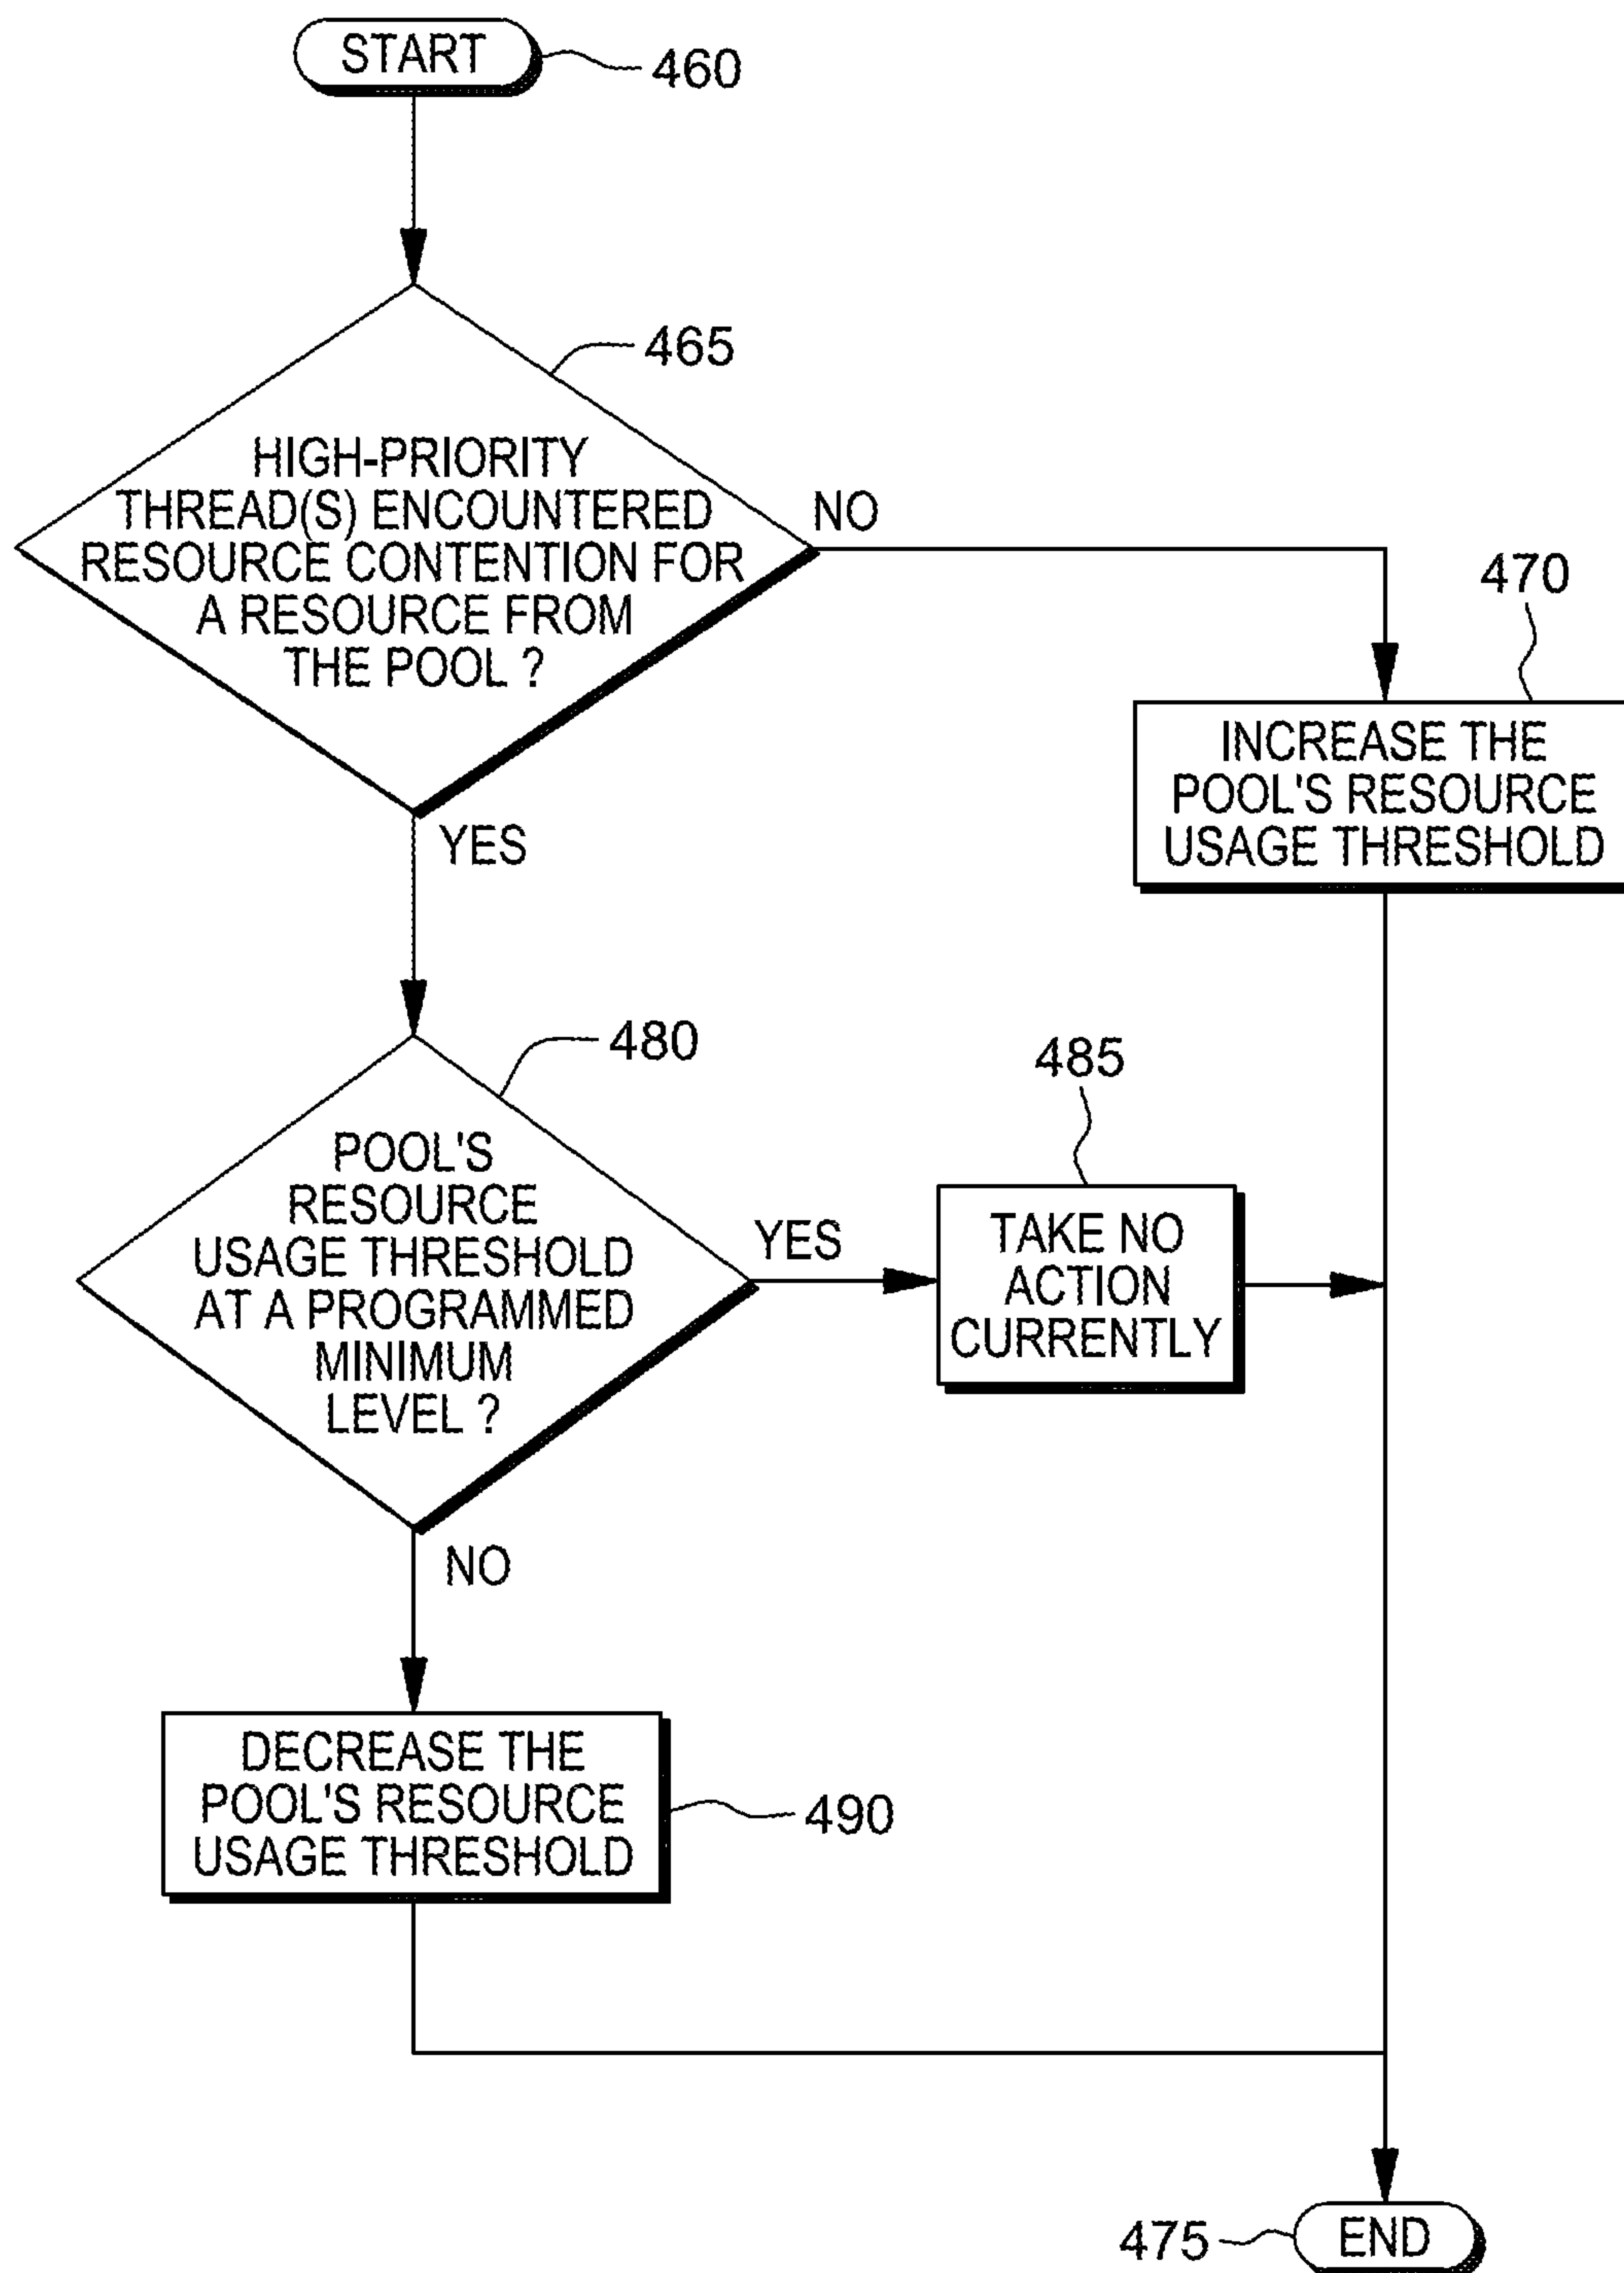 START
460
465
HIGH-PRIORITY
THREAD(S) ENCOUNTERED
RESOURCE CONTENTION FOR
A RESOURCE FROM
THE POOL ?
NO
YES
470
INCREASE THE
POOL'S RESOURCE
USAGE THRESHOLD
480
POOL'S
RESOURCE
USAGE THRESHOLD
AT A PROGRAMMED
MINIMUM
LEVEL ?
YES
NO
485
TAKE NO
ACTION
CURRENTLY
DECREASE THE
POOL'S RESOURCE
USAGE THRESHOLD
490
475
END